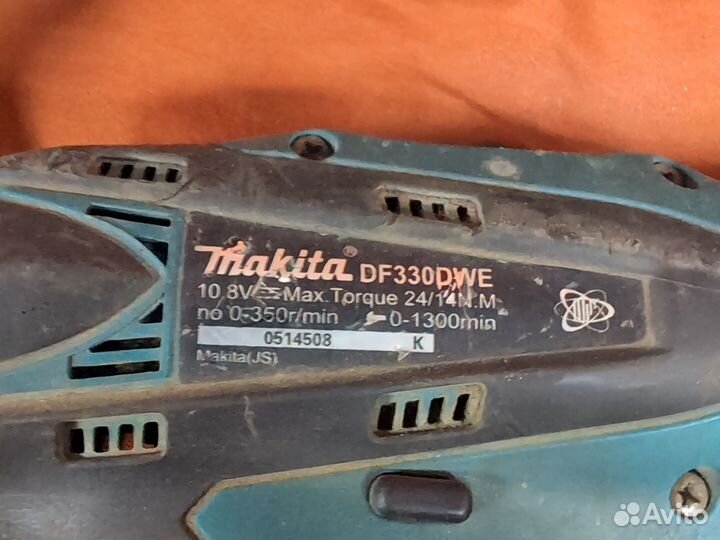 makita® DF330DWE
10.8V⎓Max.Torque 24/14N.M
no 0-350r/min 0-1300min
0514508 K
Makita(JS)
Avito